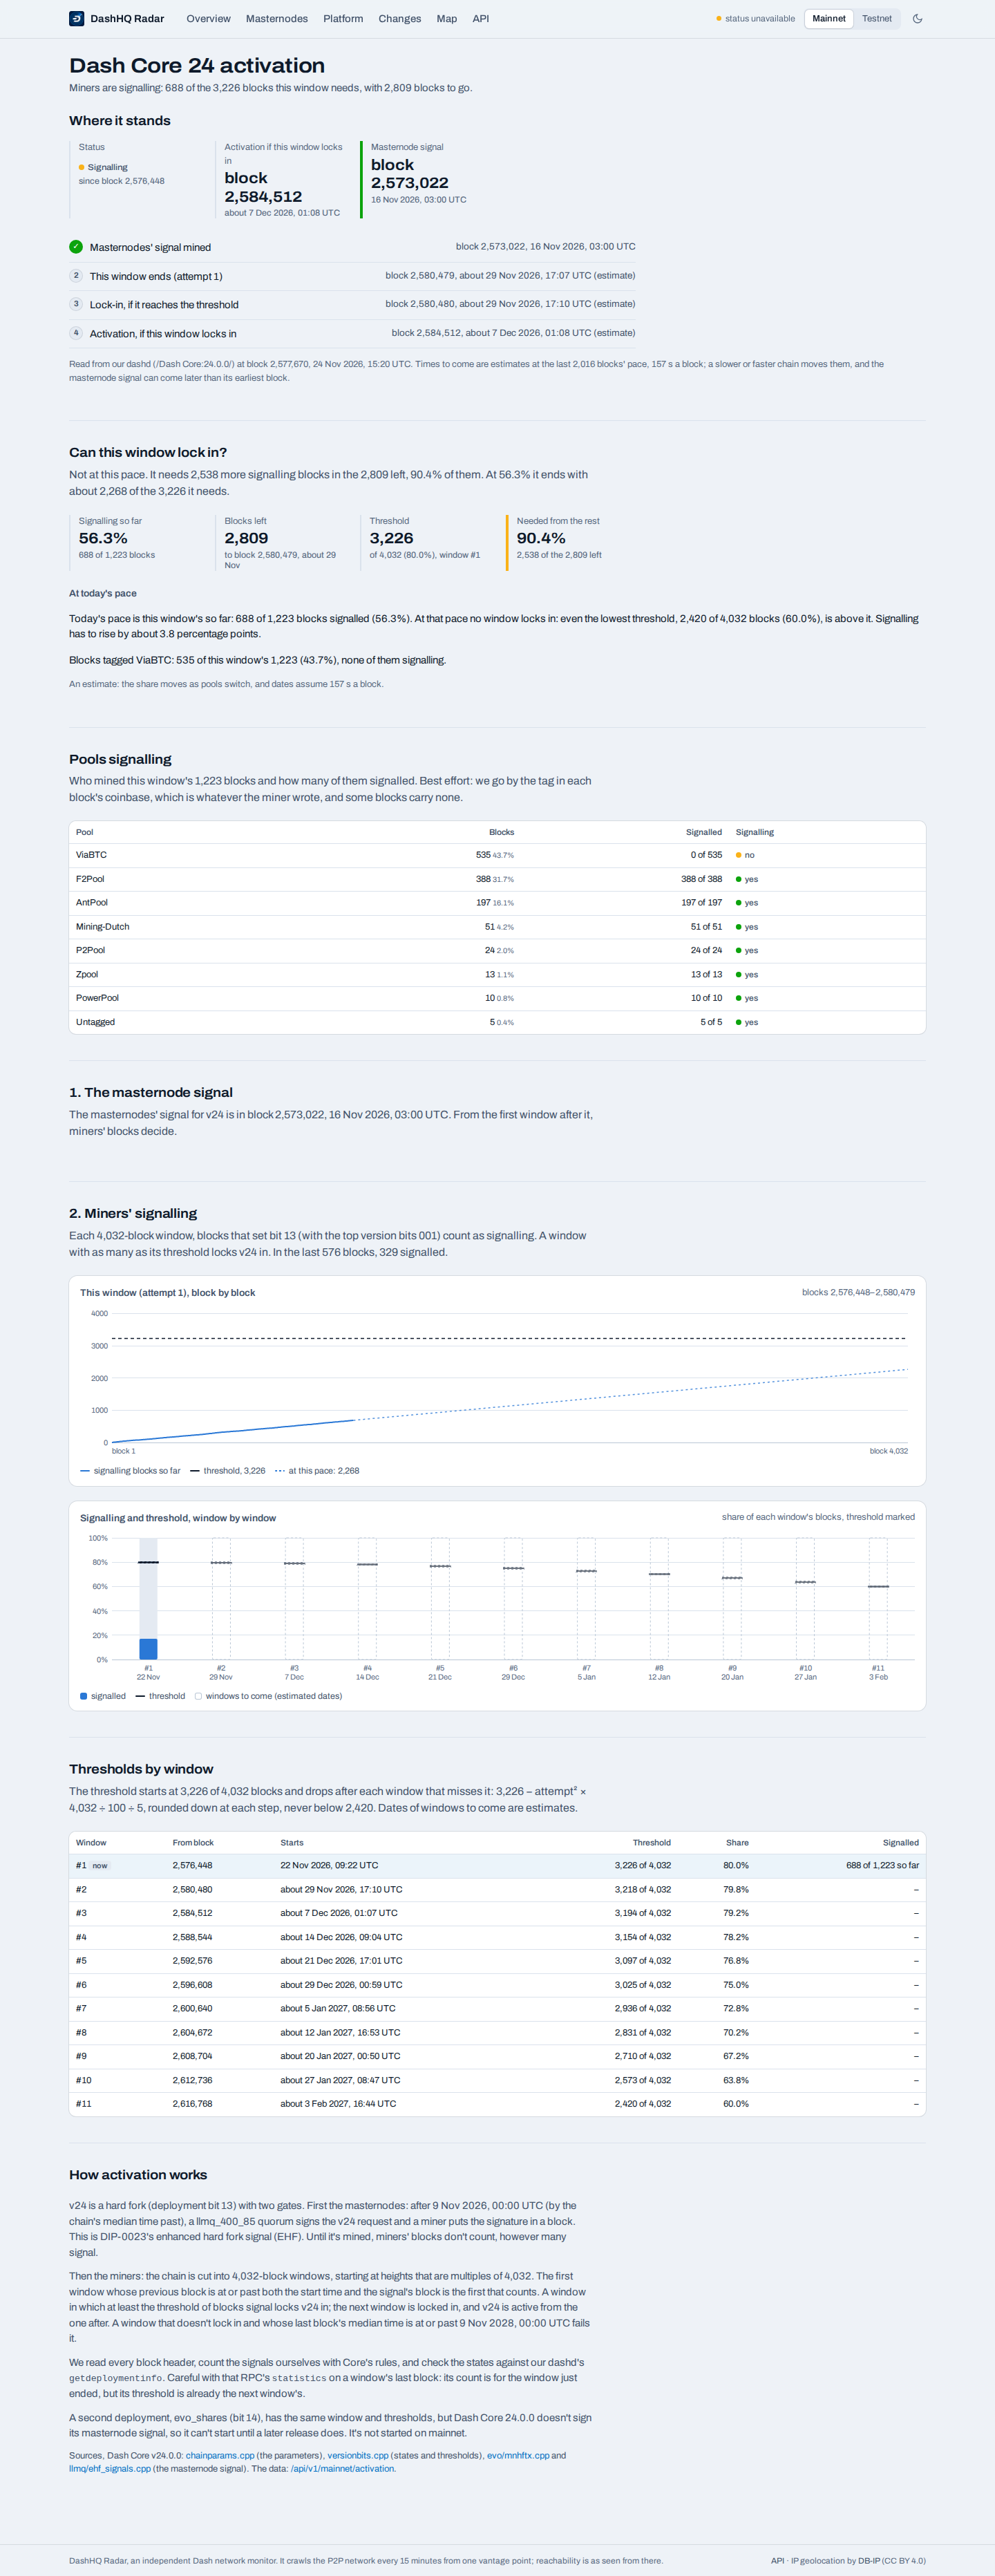 DashHQ Radar
Overview
Masternodes
Platform
Changes
Map
API
status unavailable
Mainnet
Testnet
Dash Core 24 activation
Miners are signalling: 688 of the 3,226 blocks this window needs, with 2,809 blocks to go.
Where it stands
Status
Signalling
since block 2,576,448
Activation if this window locks
in
block
2,584,512
about 7 Dec 2026, 01:08 UTC
Masternode signal
block
2,573,022
16 Nov 2026, 03:00 UTC
✓ Masternodes' signal mined block 2,573,022, 16 Nov 2026, 03:00 UTC
2 This window ends (attempt 1) block 2,580,479, about 29 Nov 2026, 17:07 UTC (estimate)
3 Lock-in, if it reaches the threshold block 2,580,480, about 29 Nov 2026, 17:10 UTC (estimate)
4 Activation, if this window locks in block 2,584,512, about 7 Dec 2026, 01:08 UTC (estimate)
Read from our dashd (/Dash Core:24.0.0/) at block 2,577,670, 24 Nov 2026, 15:20 UTC. Times to come are estimates at the last 2,016 blocks' pace, 157 s a block; a slower or faster chain moves them, and the
masternode signal can come later than its earliest block.
Can this window lock in?
Not at this pace. It needs 2,538 more signalling blocks in the 2,809 left, 90.4% of them. At 56.3% it ends with
about 2,268 of the 3,226 it needs.
Signalling so far
56.3%
688 of 1,223 blocks
Blocks left
2,809
to block 2,580,479, about 29
Nov
Threshold
3,226
of 4,032 (80.0%), window #1
Needed from the rest
90.4%
2,538 of the 2,809 left
At today's pace
Today's pace is this window's so far: 688 of 1,223 blocks signalled (56.3%). At that pace no window locks in: even the lowest threshold, 2,420 of 4,032 blocks (60.0%), is above it. Signalling
has to rise by about 3.8 percentage points.
Blocks tagged ViaBTC: 535 of this window's 1,223 (43.7%), none of them signalling.
An estimate: the share moves as pools switch, and dates assume 157 s a block.
Pools signalling
Who mined this window's 1,223 blocks and how many of them signalled. Best effort: we go by the tag in each
block's coinbase, which is whatever the miner wrote, and some blocks carry none.
Pool Blocks Signalled Signalling
ViaBTC 535 43.7% 0 of 535 no
F2Pool 388 31.7% 388 of 388 yes
AntPool 197 16.1% 197 of 197 yes
Mining-Dutch 51 4.2% 51 of 51 yes
P2Pool 24 2.0% 24 of 24 yes
Zpool 13 1.1% 13 of 13 yes
PowerPool 10 0.8% 10 of 10 yes
Untagged 5 0.4% 5 of 5 yes
1. The masternode signal
The masternodes' signal for v24 is in block 2,573,022, 16 Nov 2026, 03:00 UTC. From the first window after it,
miners' blocks decide.
2. Miners' signalling
Each 4,032-block window, blocks that set bit 13 (with the top version bits 001) count as signalling. A window
with as many as its threshold locks v24 in. In the last 576 blocks, 329 signalled.
This window (attempt 1), block by block blocks 2,576,448–2,580,479
4000
3000
2000
1000
0
block 1 block 4,032
signalling blocks so far threshold, 3,226 at this pace: 2,268
Signalling and threshold, window by window share of each window's blocks, threshold marked
100%
80%
60%
40%
20%
0%
#1 #2 #3 #4 #5 #6 #7 #8 #9 #10 #11
22 Nov 29 Nov 7 Dec 14 Dec 21 Dec 29 Dec 5 Jan 12 Jan 20 Jan 27 Jan 3 Feb
signalled threshold windows to come (estimated dates)
Thresholds by window
The threshold starts at 3,226 of 4,032 blocks and drops after each window that misses it: 3,226 − attempt² ×
4,032 ÷ 100 ÷ 5, rounded down at each step, never below 2,420. Dates of windows to come are estimates.
Window From block Starts Threshold Share Signalled
#1 now 2,576,448 22 Nov 2026, 09:22 UTC 3,226 of 4,032 80.0% 688 of 1,223 so far
#2 2,580,480 about 29 Nov 2026, 17:10 UTC 3,218 of 4,032 79.8% –
#3 2,584,512 about 7 Dec 2026, 01:07 UTC 3,194 of 4,032 79.2% –
#4 2,588,544 about 14 Dec 2026, 09:04 UTC 3,154 of 4,032 78.2% –
#5 2,592,576 about 21 Dec 2026, 17:01 UTC 3,097 of 4,032 76.8% –
#6 2,596,608 about 29 Dec 2026, 00:59 UTC 3,025 of 4,032 75.0% –
#7 2,600,640 about 5 Jan 2027, 08:56 UTC 2,936 of 4,032 72.8% –
#8 2,604,672 about 12 Jan 2027, 16:53 UTC 2,831 of 4,032 70.2% –
#9 2,608,704 about 20 Jan 2027, 00:50 UTC 2,710 of 4,032 67.2% –
#10 2,612,736 about 27 Jan 2027, 08:47 UTC 2,573 of 4,032 63.8% –
#11 2,616,768 about 3 Feb 2027, 16:44 UTC 2,420 of 4,032 60.0% –
How activation works
v24 is a hard fork (deployment bit 13) with two gates. First the masternodes: after 9 Nov 2026, 00:00 UTC (by the
chain's median time past), a llmq_400_85 quorum signs the v24 request and a miner puts the signature in a block.
This is DIP-0023's enhanced hard fork signal (EHF). Until it's mined, miners' blocks don't count, however many
signal.
Then the miners: the chain is cut into 4,032-block windows, starting at heights that are multiples of 4,032. The first
window whose previous block is at or past both the start time and the signal's block is the first that counts. A window
in which at least the threshold of blocks signal locks v24 in; the next window is locked in, and v24 is active from the
one after. A window that doesn't lock in and whose last block's median time is at or past 9 Nov 2028, 00:00 UTC fails
it.
We read every block header, count the signals ourselves with Core's rules, and check the states against our dashd's
getdeploymentinfo. Careful with that RPC's statistics on a window's last block: its count is for the window just
ended, but its threshold is already the next window's.
A second deployment, evo_shares (bit 14), has the same window and thresholds, but Dash Core 24.0.0 doesn't sign
its masternode signal, so it can't start until a later release does. It's not started on mainnet.
Sources, Dash Core v24.0.0: chainparams.cpp (the parameters), versionbits.cpp (states and thresholds), evo/mnhftx.cpp and
llmq/ehf_signals.cpp (the masternode signal). The data: /api/v1/mainnet/activation.
DashHQ Radar, an independent Dash network monitor. It crawls the P2P network every 15 minutes from one vantage point; reachability is as seen from there.
API · IP geolocation by DB-IP (CC BY 4.0)